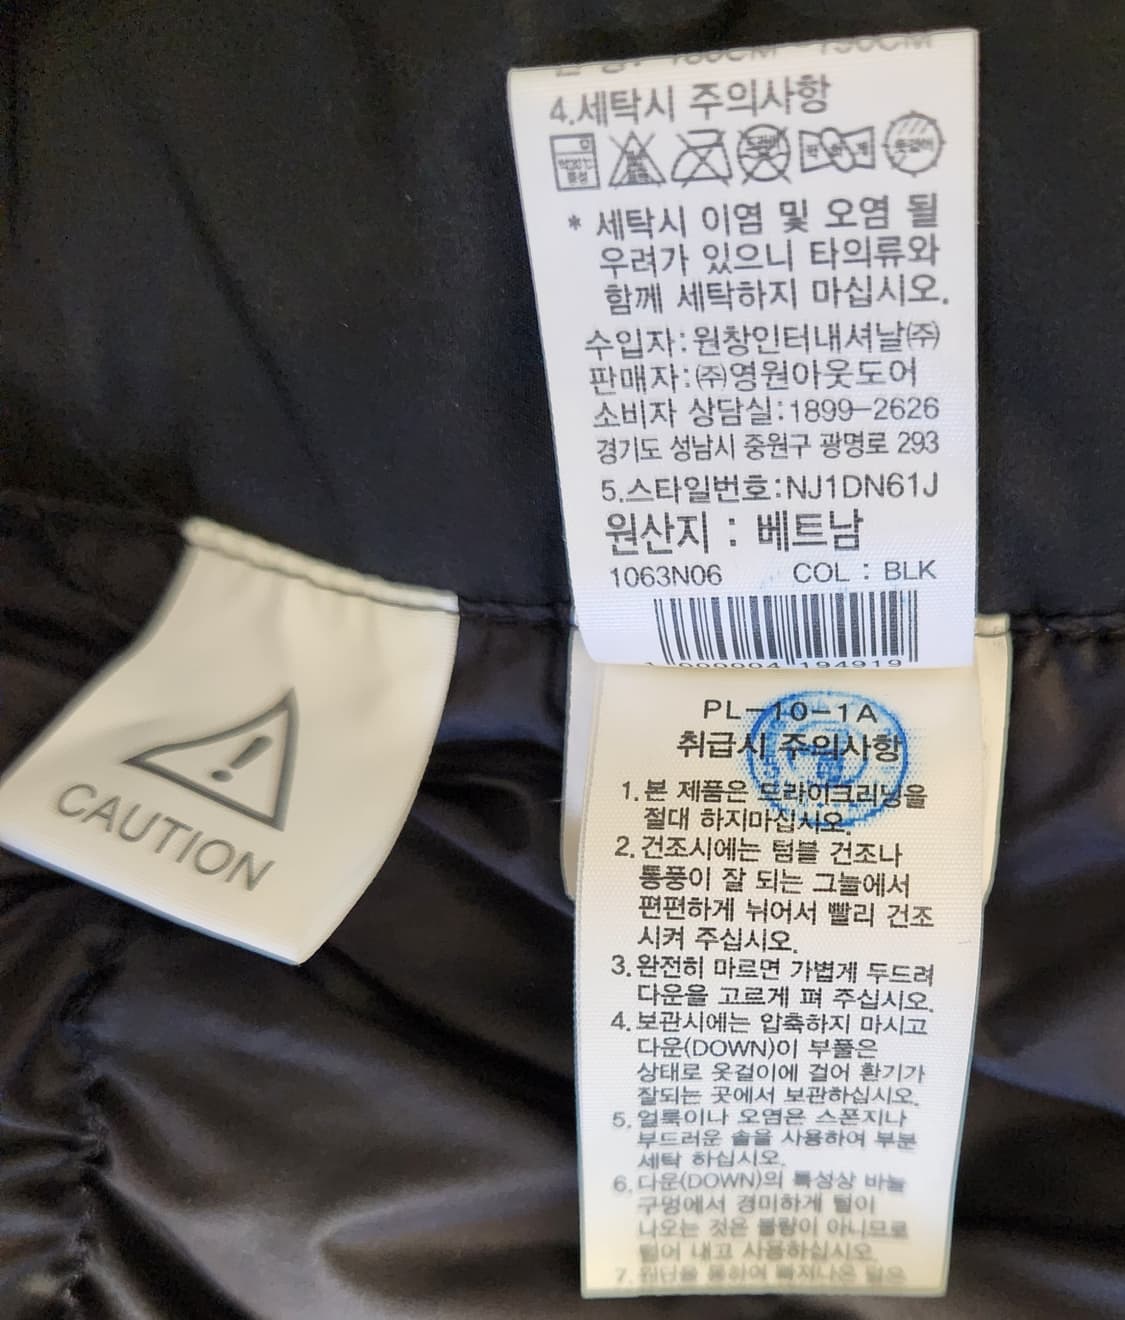 4.세탁시 주의사항
* 세탁시 이염 및 오염 될
우려가 있으니 타의류와
함께 세탁하지 마십시오.
수입자:원창인터내셔날㈜
판매자:㈜영원아웃도어
소비자 상담실:1899-2626
경기도 성남시 중원구 광명로 293
5.스타일번호:NJ1DN61J
원산지 : 베트남
1063N06 COL : BLK
CAUTION
PL-10-1A
취급시 주의사항
1.본 제품은 드라이크리닝을
절대 하지마십시오.
2.건조시에는 텀블 건조나
통풍이 잘 되는 그늘에서
편편하게 뉘어서 빨리 건조
시켜 주십시오.
3.완전히 마르면 가볍게 두드려
다운을 고르게 펴 주십시오.
4.보관시에는 압축하지 마시고
다운(DOWN)이 부풀은
상태로 옷걸이에 걸어 환기가
잘되는 곳에서 보관하십시오.
5.얼룩이나 오염은 스폰지나
부드러운 솔을 사용하여 부분
세탁 하십시오.
6.다운(DOWN)의 특성상 바늘
구멍에서 경미하게 털이
나오는 것은 불량이 아니므로
털어 내고 사용하십시오.
7.원단을 통하여 빠져나온 털은